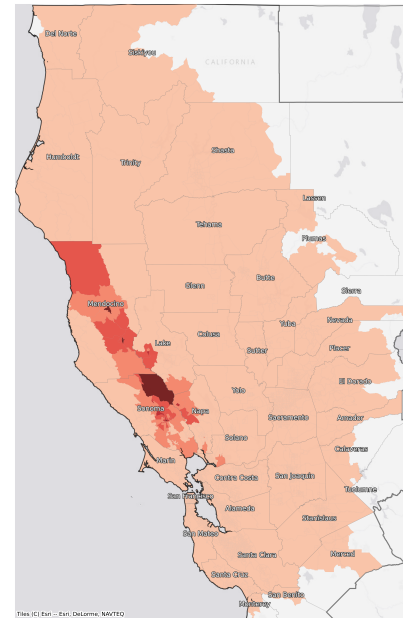 Del Norte
Siskiyou
CALIFORNIA
Shasta
Humboldt
Trinity
Lassen
Tehama
Plumas
Butte
Glenn
Sierra
Mendocino
Nevada
Yuba
Colusa
Lake
Placer
Sutter
El Dorado
Yolo
Sonoma
Napa
Sacramento
Amador
Solano
Calaveras
Marin
Contra Costa
San Joaquin
Tuolumne
San Francisco
Alameda
Stanislaus
San Mateo
Santa Clara
Merced
Santa Cruz
San Benito
Monterey
Tiles (C) Esri -- Esri, DeLorme, NAVTEQ